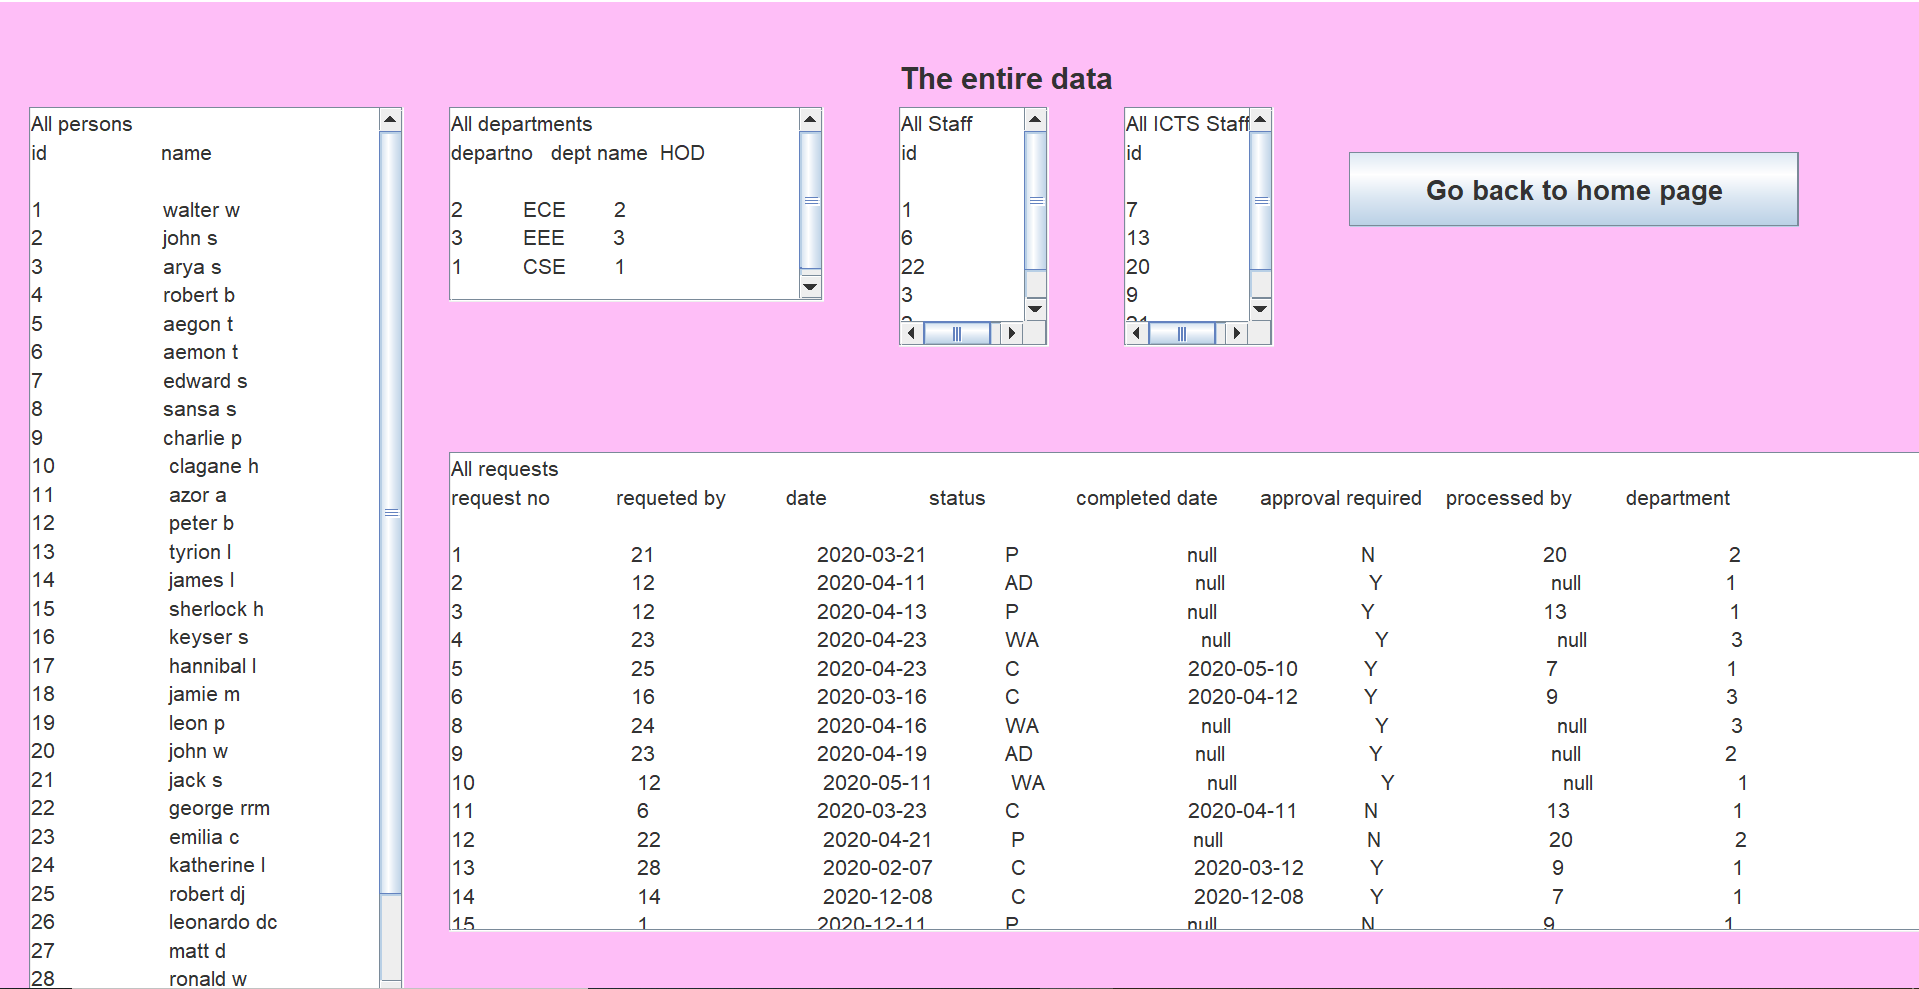 The entire data
All persons
id name
1 walter w
2 john s
3 arya s
4 robert b
5 aegon t
6 aemon t
7 edward s
8 sansa s
9 charlie p
10 clagane h
11 azor a
12 peter b
13 tyrion l
14 james l
15 sherlock h
16 keyser s
17 hannibal l
18 jamie m
19 leon p
20 john w
21 jack s
22 george rrm
23 emilia c
24 katherine l
25 robert dj
26 leonardo dc
27 matt d
28 ronald w
All departments
departno dept name HOD
2 ECE 2
3 EEE 3
1 CSE 1
All Staff
id
1
6
22
3
All ICTS Staff
id
7
13
20
9
Go back to home page
All requests
request no requeted by date status completed date approval required processed by department
1 21 2020-03-21 P null N 20 2
2 12 2020-04-11 AD null Y null 1
3 12 2020-04-13 P null Y 13 1
4 23 2020-04-23 WA null Y null 3
5 25 2020-04-23 C 2020-05-10 Y 7 1
6 16 2020-03-16 C 2020-04-12 Y 9 3
8 24 2020-04-16 WA null Y null 3
9 23 2020-04-19 AD null Y null 2
10 12 2020-05-11 WA null Y null 1
11 6 2020-03-23 C 2020-04-11 N 13 1
12 22 2020-04-21 P null N 20 2
13 28 2020-02-07 C 2020-03-12 Y 9 1
14 14 2020-12-08 C 2020-12-08 Y 7 1
15 1 2020-12-11 P null N 9 1